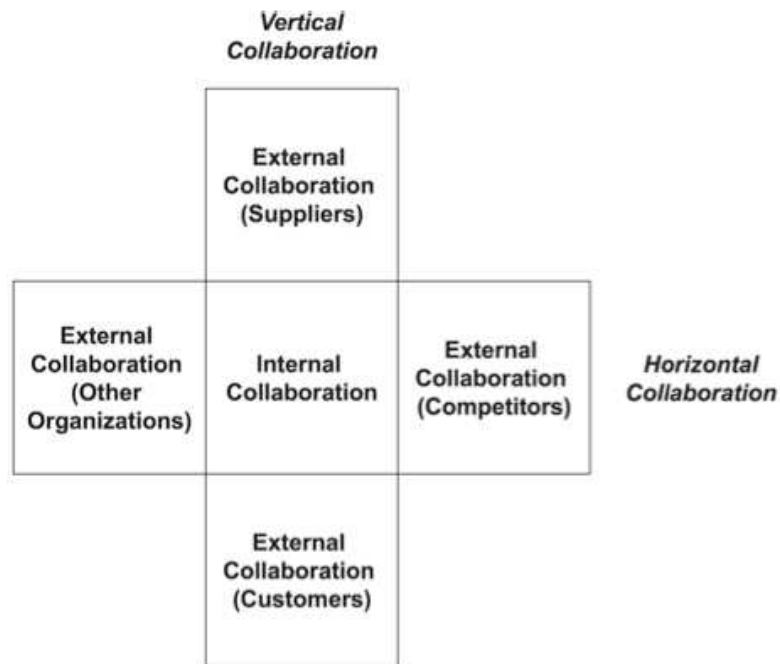 Vertical
Collaboration
External
Collaboration
(Suppliers)
External
Collaboration
(Other
Organizations)
Internal
Collaboration
External
Collaboration
(Competitors)
Horizontal
Collaboration
External
Collaboration
(Customers)